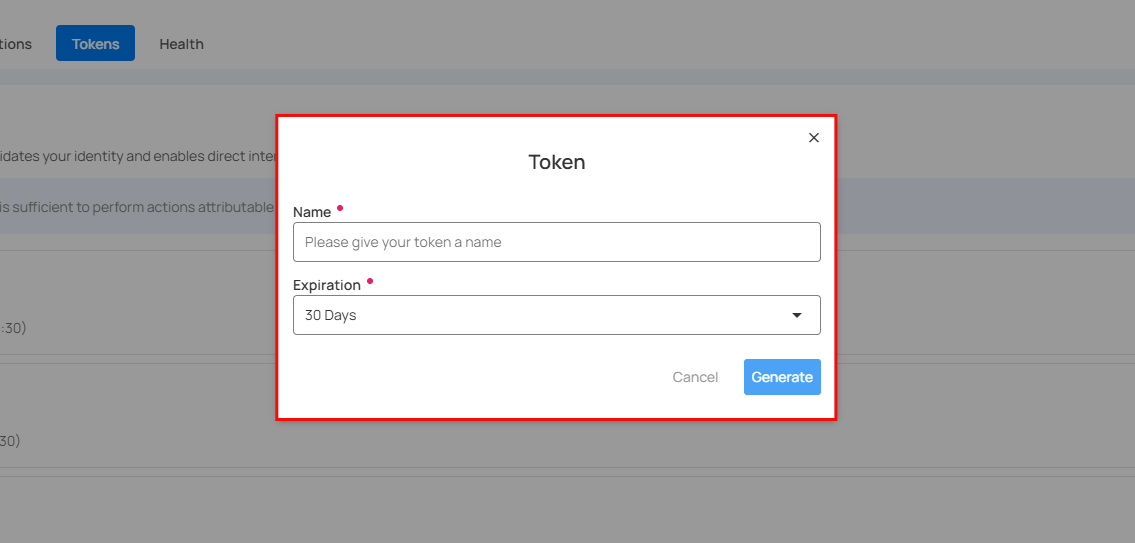 tions Tokens Health
idates your identity and enables direct inter
Token
is sufficient to perform actions attributable
Name
Please give your token a name
Expiration
30 Days
:30)
Cancel Generate
30)